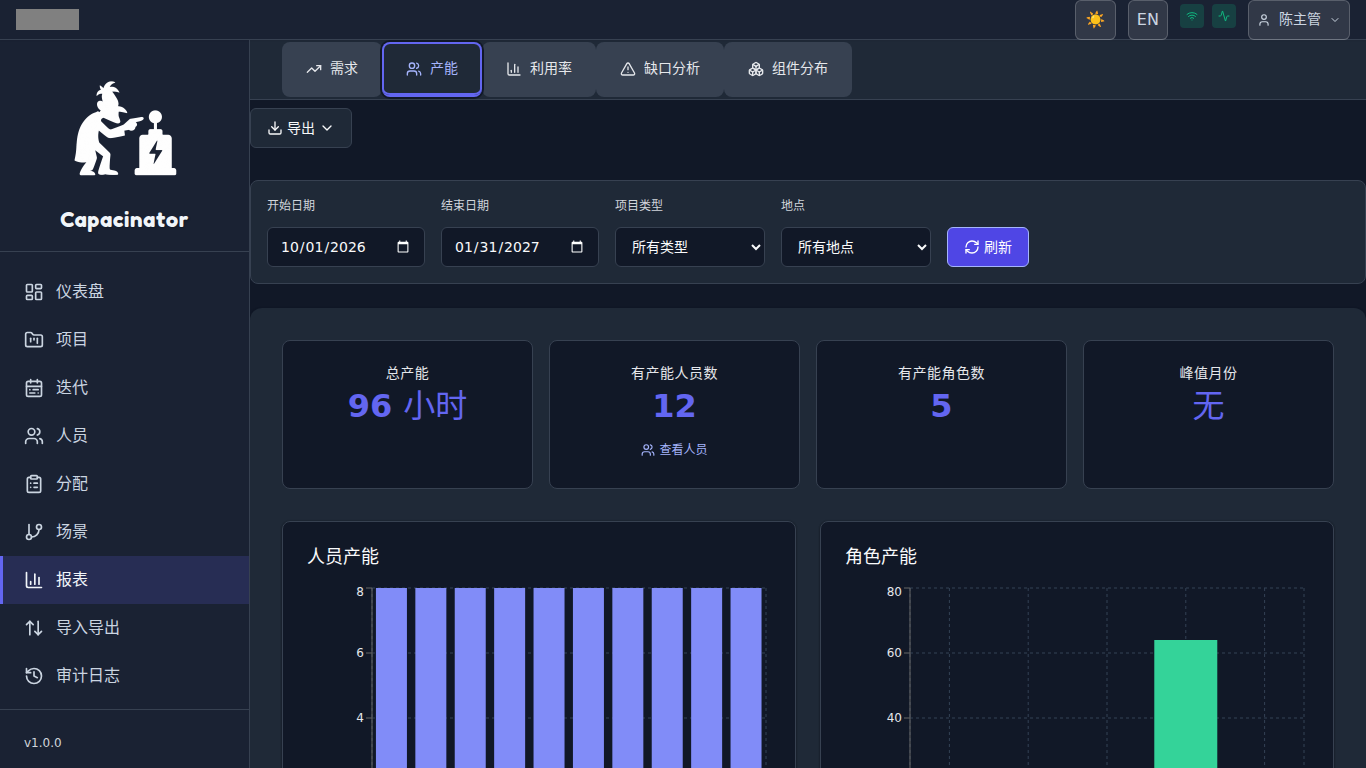 EN
陈主管
Capacinator
仪表盘
项目
迭代
人员
分配
场景
报表
导入导出
审计日志
v1.0.0
需求
产能
利用率
缺口分析
组件分布
导出
开始日期
结束日期
项目类型
地点
10/01/2026
01/31/2027
所有类型
所有地点
刷新
总产能
96 小时
有产能人员数
12
查看人员
有产能角色数
5
峰值月份
无
人员产能
8
6
4
角色产能
80
60
40